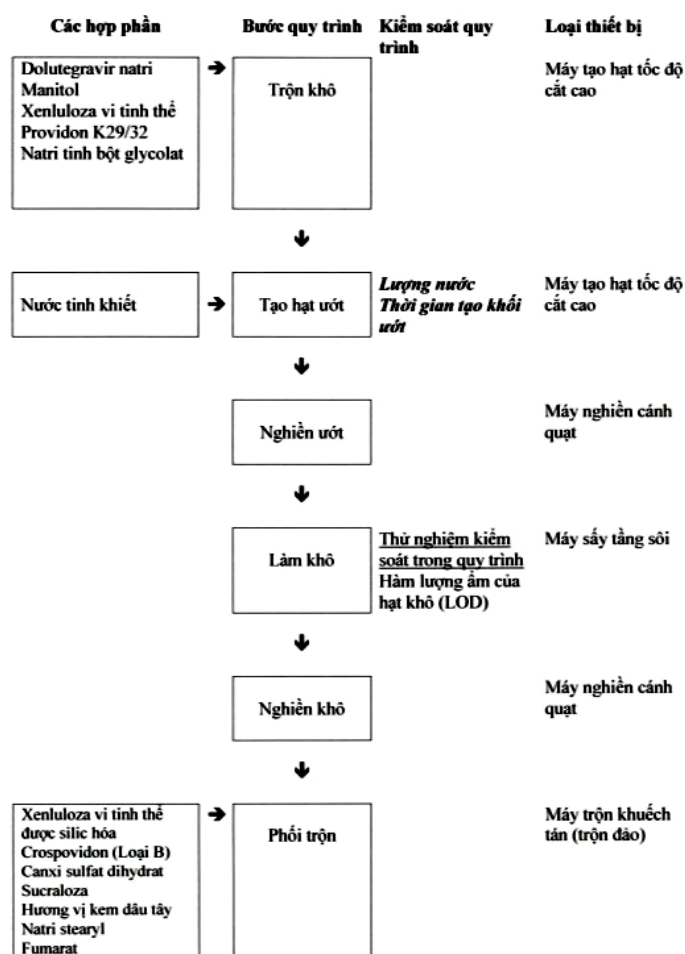 Các hợp phần
Bước quy trình
Kiểm soát quy
trình
Loại thiết bị
Dolutegravir natri
Manitol
Xenluloza vi tinh thể
Providon K29/32
Natri tinh bột glycolat
Trộn khô
Máy tạo hạt tốc độ
cắt cao
Nước tinh khiết
Tạo hạt ướt
Lượng nước
Thời gian tạo khối
ướt
Máy tạo hạt tốc độ
cắt cao
Nghiền ướt
Máy nghiền cánh
quạt
Làm khô
Thử nghiệm kiểm
soát trong quy trình
Hàm lượng ẩm của
hạt khô (LOD)
Máy sấy tầng sôi
Nghiền khô
Máy nghiền cánh
quạt
Xenluloza vi tinh thể
được silic hóa
Crospovidon (Loại B)
Canxi sulfat dihydrat
Sucraloza
Hương vị kem dâu tây
Natri stearyl
Fumarat
Phối trộn
Máy trộn khuếch
tán (trộn đảo)